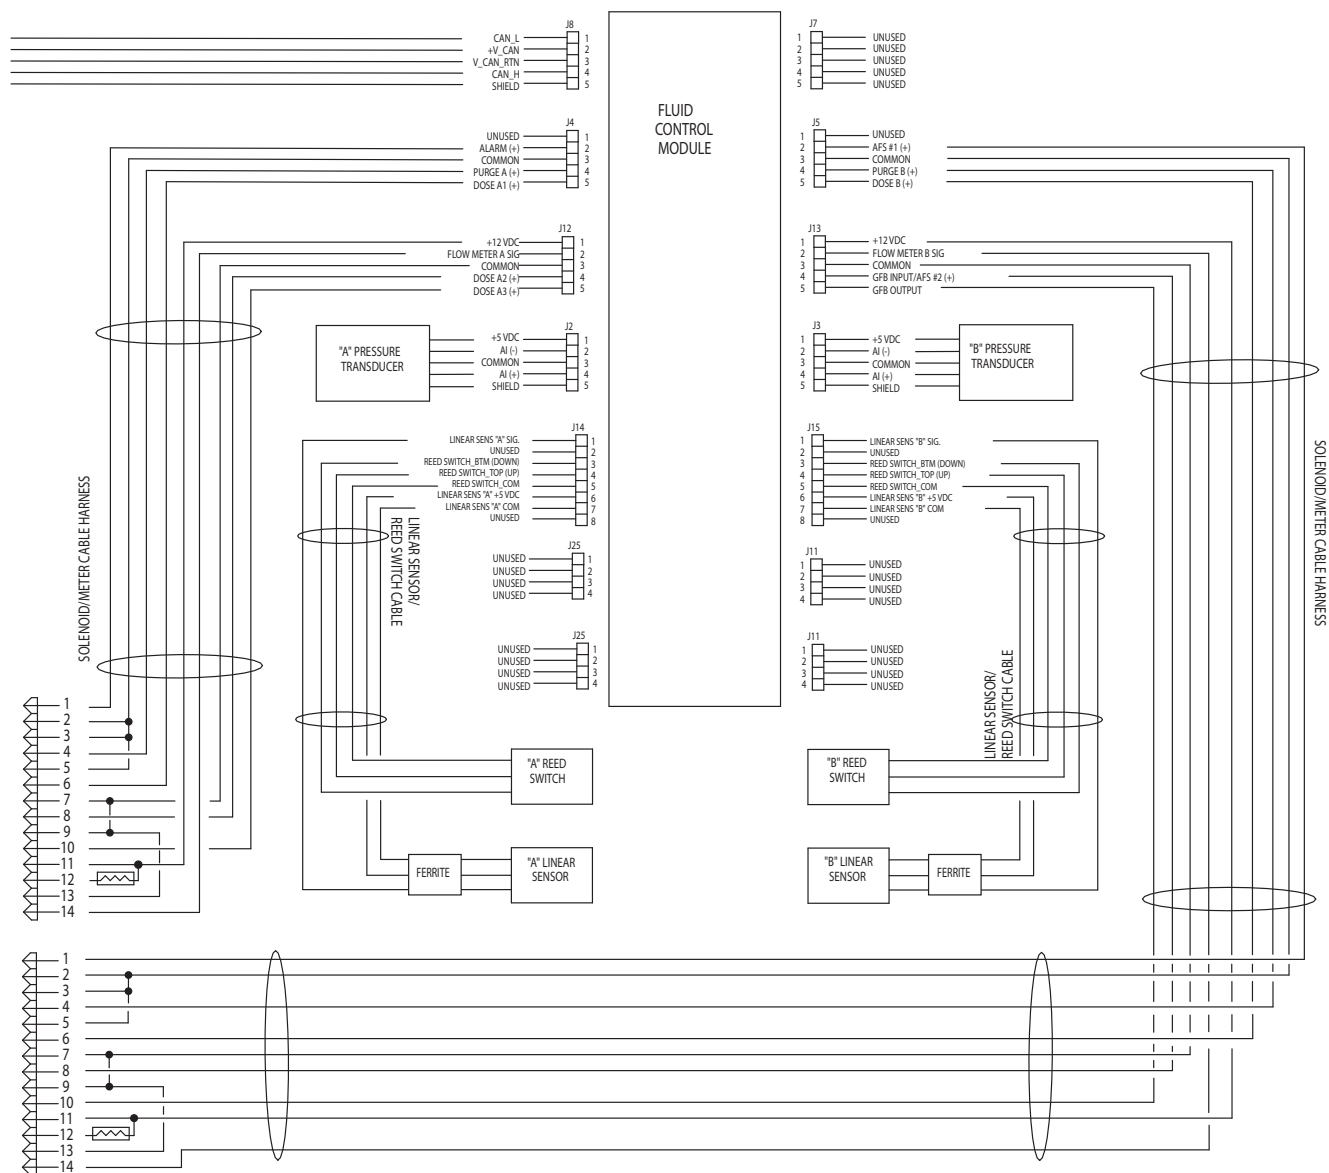 J8
CAN_L 1
+V_CAN 2
V_CAN_RTN 3
CAN_H 4
SHIELD 5
J4
UNUSED 1
ALARM (+) 2
COMMON 3
PURGE A (+) 4
DOSE A1 (+) 5
J12
+12 VDC 1
FLOW METER A SIG 2
COMMON 3
DOSE A2 (+) 4
DOSE A3 (+) 5
"A" PRESSURE
TRANSDUCER
J2
+5 VDC 1
AI (-) 2
COMMON 3
AI (+) 4
SHIELD 5
J14
LINEAR SENS "A" SIG. 1
UNUSED 2
REED SWITCH_BTM (DOWN) 3
REED SWITCH_TOP (UP) 4
REED SWITCH_COM 5
LINEAR SENS "A" +5 VDC 6
LINEAR SENS "A" COM 7
UNUSED 8
J25
UNUSED 1
UNUSED 2
UNUSED 3
UNUSED 4
J25
UNUSED 1
UNUSED 2
UNUSED 3
UNUSED 4
SOLENOID/METER CABLE HARNESS
LINEAR SENSOR/
REED SWITCH CABLE
"A" REED
SWITCH
FERRITE
"A" LINEAR
SENSOR
FLUID
CONTROL
MODULE
J7
1 UNUSED
2 UNUSED
3 UNUSED
4 UNUSED
5 UNUSED
J5
1 UNUSED
2 AFS #1 (+)
3 COMMON
4 PURGE B (+)
5 DOSE B (+)
J13
1 +12 VDC
2 FLOW METER B SIG
3 COMMON
4 GFB INPUT/AFS #2 (+)
5 GFB OUTPUT
J3
1 +5 VDC
2 AI (-)
3 COMMON
4 AI (+)
5 SHIELD
"B" PRESSURE
TRANSDUCER
J15
1 LINEAR SENS "B" SIG.
2 UNUSED
3 REED SWITCH_BTM (DOWN)
4 REED SWITCH_TOP (UP)
5 REED SWITCH_COM
6 LINEAR SENS "B" +5 VDC
7 LINEAR SENS "B" COM
8 UNUSED
J11
1 UNUSED
2 UNUSED
3 UNUSED
4 UNUSED
J11
1 UNUSED
2 UNUSED
3 UNUSED
4 UNUSED
LINEAR SENSOR/
REED SWITCH CABLE
SOLENOID/METER CABLE HARNESS
"B" REED
SWITCH
"B" LINEAR
SENSOR
FERRITE
1
2
3
4
5
6
7
8
9
10
11
12
13
14
1
2
3
4
5
6
7
8
9
10
11
12
13
14